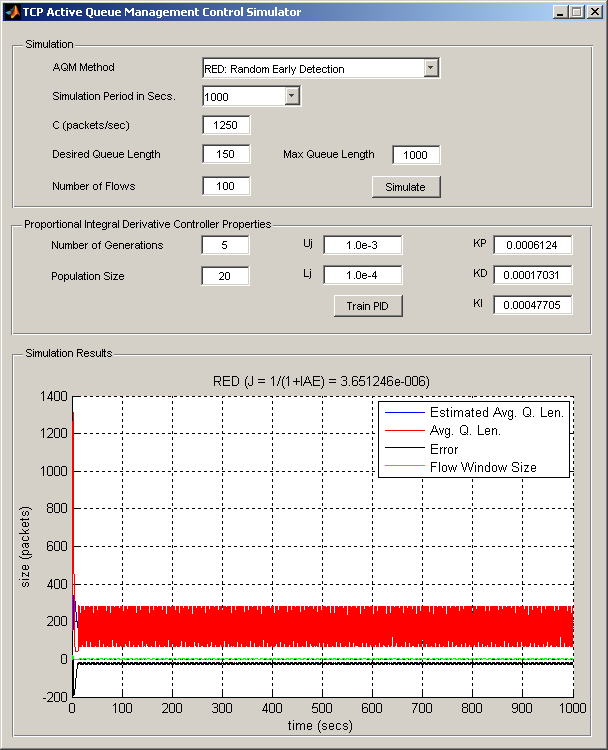 TCP Active Queue Management Control Simulator
Simulation
AQM Method
RED: Random Early Detection
Simulation Period in Secs.
1000
C (packets/sec)
1250
Desired Queue Length
150
Max Queue Length
1000
Number of Flows
100
Simulate
Proportional Integral Derivative Controller Properties
Number of Generations
5
Uj
1.0e-3
KP
0.0006124
Population Size
20
Lj
1.0e-4
KD
0.00017031
Train PID
KI
0.00047705
Simulation Results
RED (J = 1/(1+IAE) = 3.651246e-006)
1400
1200
1000
800
600
400
200
0
-200
size (packets)
Estimated Avg. Q. Len.
Avg. Q. Len.
Error
Flow Window Size
0 100 200 300 400 500 600 700 800 900 1000
time (secs)